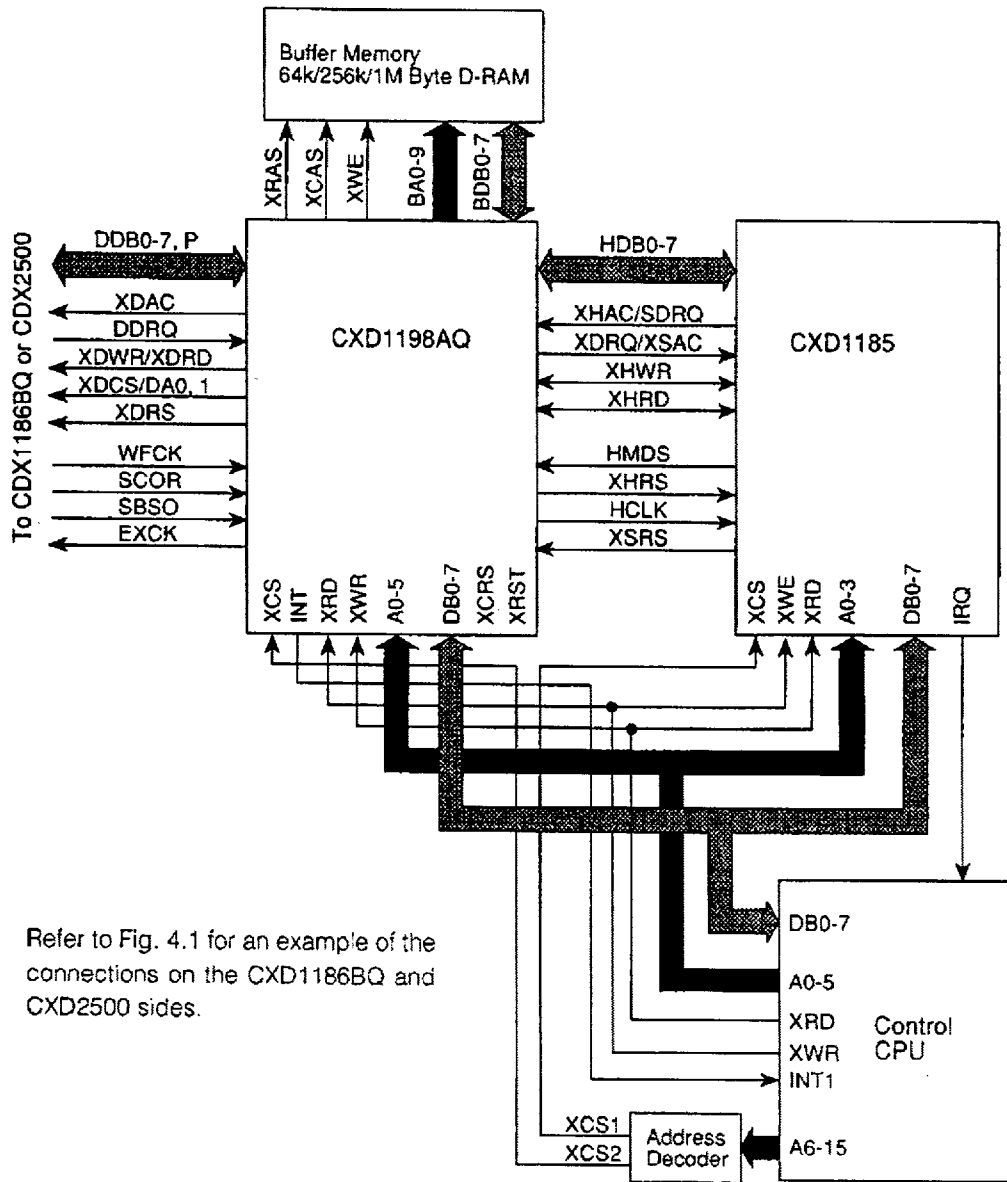 Buffer Memory
64k/256k/1M Byte D-RAM
XRAS
XCAS
XWE
BA0-9
BDB0-7
To CDX1186BQ or CDX2500
DDB0-7, P
XDAC
DDRQ
XDWR/XDRD
XDCS/DA0, 1
XDRS
WFCK
SCOR
SBSO
EXCK
CXD1198AQ
HDB0-7
XHAC/SDRQ
XDRQ/XSAC
XHWR
XHRD
HMDS
XHRS
HCLK
XSRS
CXD1185
XCS
INT
XRD
XWR
A0-5
DB0-7
XCRS
XRST
XCS
XWE
XRD
A0-3
DB0-7
IRQ
Refer to Fig. 4.1 for an example of the
connections on the CXD1186BQ and
CXD2500 sides.
DB0-7
A0-5
XRD
XWR
INT1
A6-15
Control
CPU
XCS1
XCS2
Address
Decoder